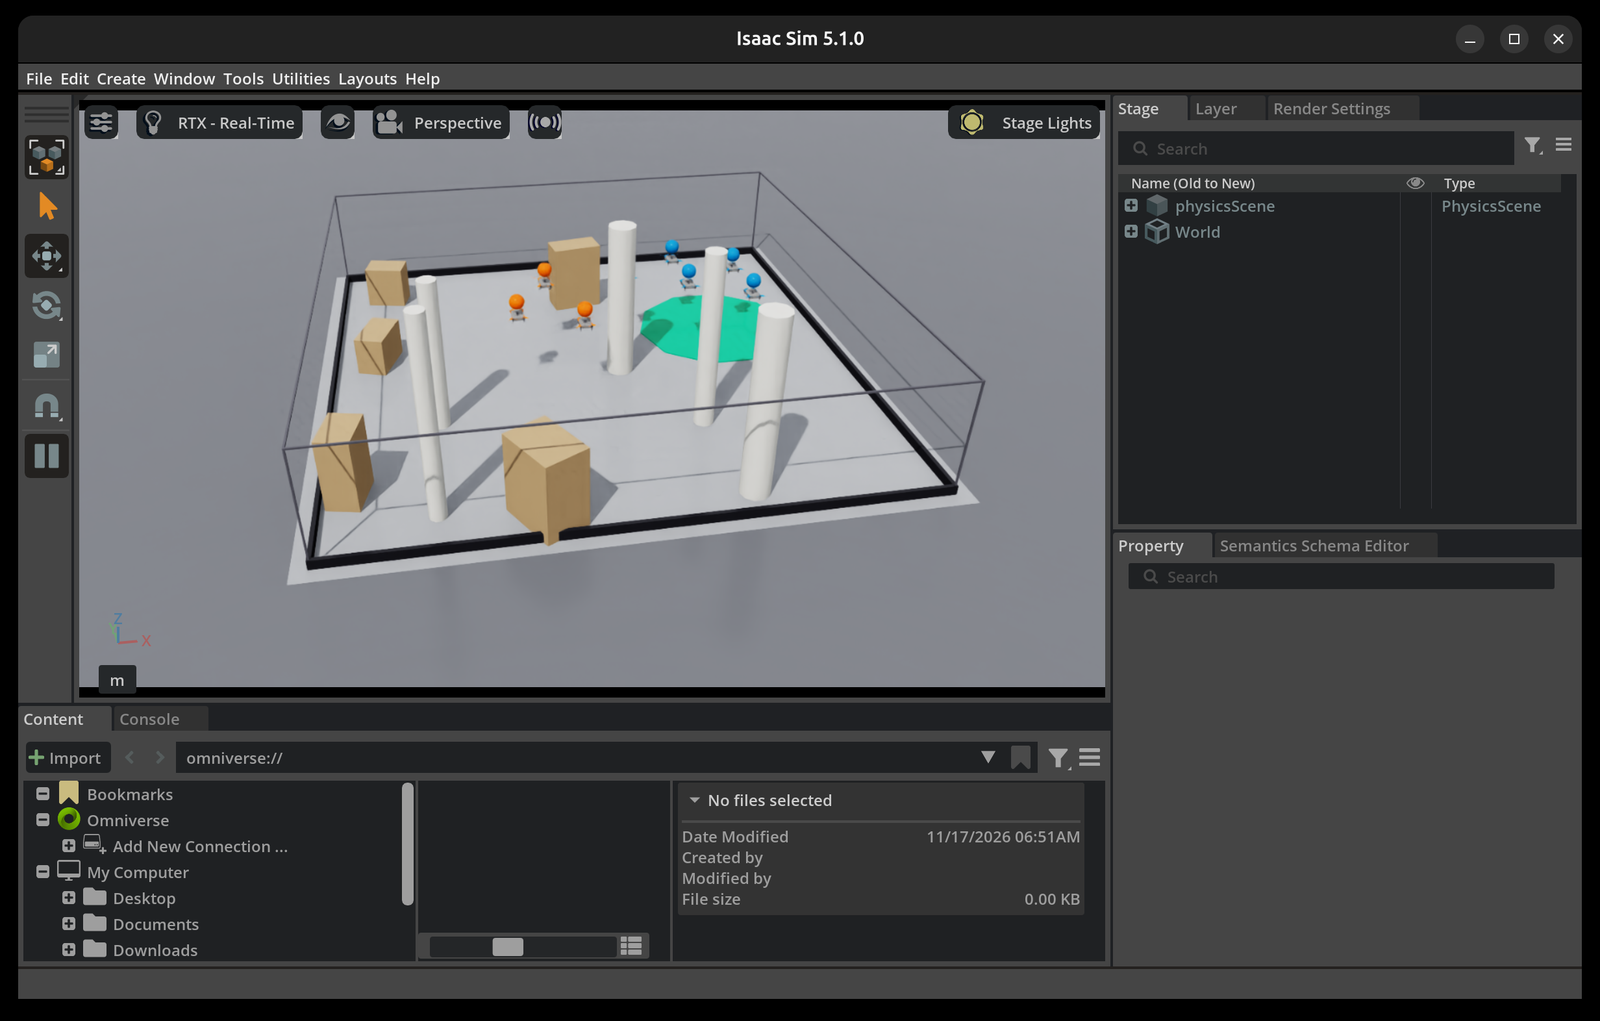 Isaac Sim 5.1.0
File Edit Create Window Tools Utilities Layouts Help
RTX - Real-Time
Perspective
Stage Lights
Z
X
m
Stage
Layer
Render Settings
Search
Name (Old to New)
Type
physicsScene
PhysicsScene
World
Property
Semantics Schema Editor
Search
Content
Console
Import
omniverse://
Bookmarks
Omniverse
Add New Connection ...
My Computer
Desktop
Documents
Downloads
No files selected
Date Modified 11/17/2026 06:51AM
Created by
Modified by
File size 0.00 KB